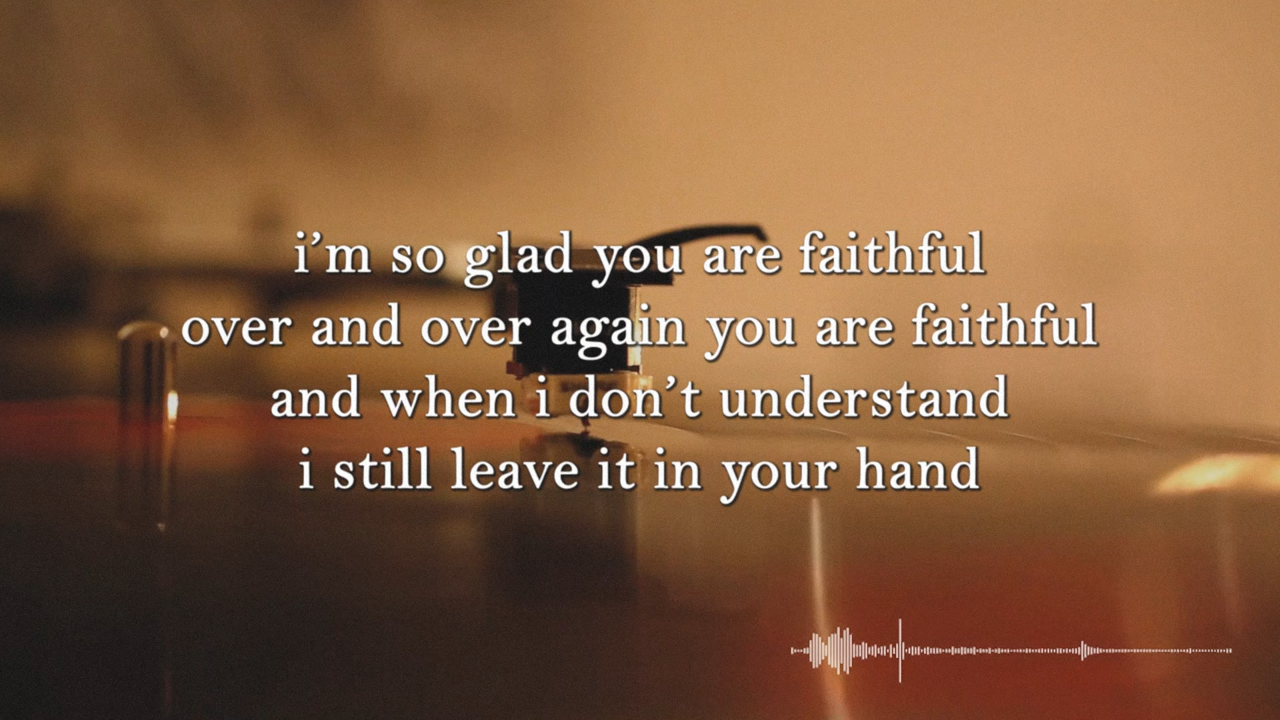 i’m so glad you are faithful
over and over again you are faithful
and when i don’t understand
i still leave it in your hand